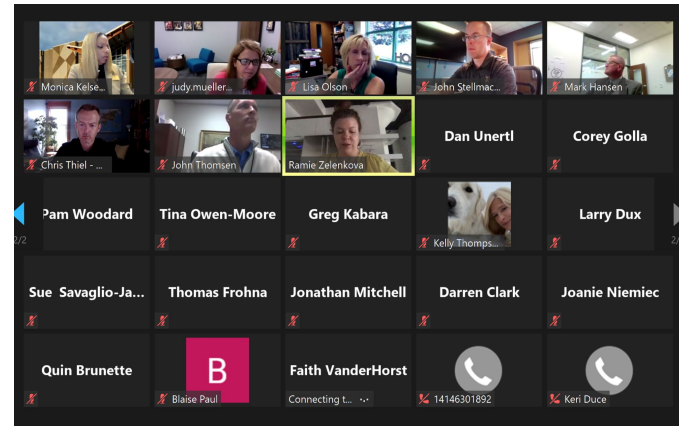 Monica Kelse...
judy.mueller...
Lisa Olson
John Stellmac...
Mark Hansen
Chris Thiel - ...
John Thomsen
Ramie Zelenkova
Dan Unertl
Corey Golla
Pam Woodard
Tina Owen-Moore
Greg Kabara
Kelly Thomps...
Larry Dux
2/2
2/
Sue Savaglio-Ja...
Thomas Frohna
Jonathan Mitchell
Darren Clark
Joanie Niemiec
Quin Brunette
B
Blaise Paul
Faith VanderHorst
Connecting t...
14146301892
Keri Duce